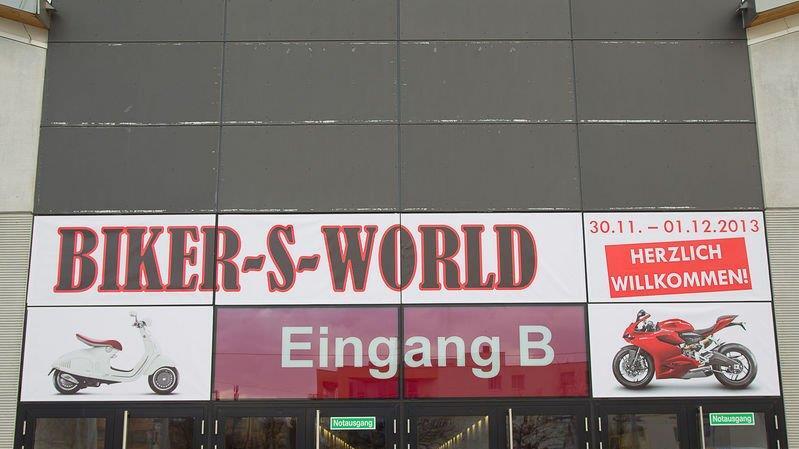 BIKER-S-WORLD
30.11. – 01.12.2013
HERZLICH
WILLKOMMEN!
Eingang B
Notausgang
Notausgang